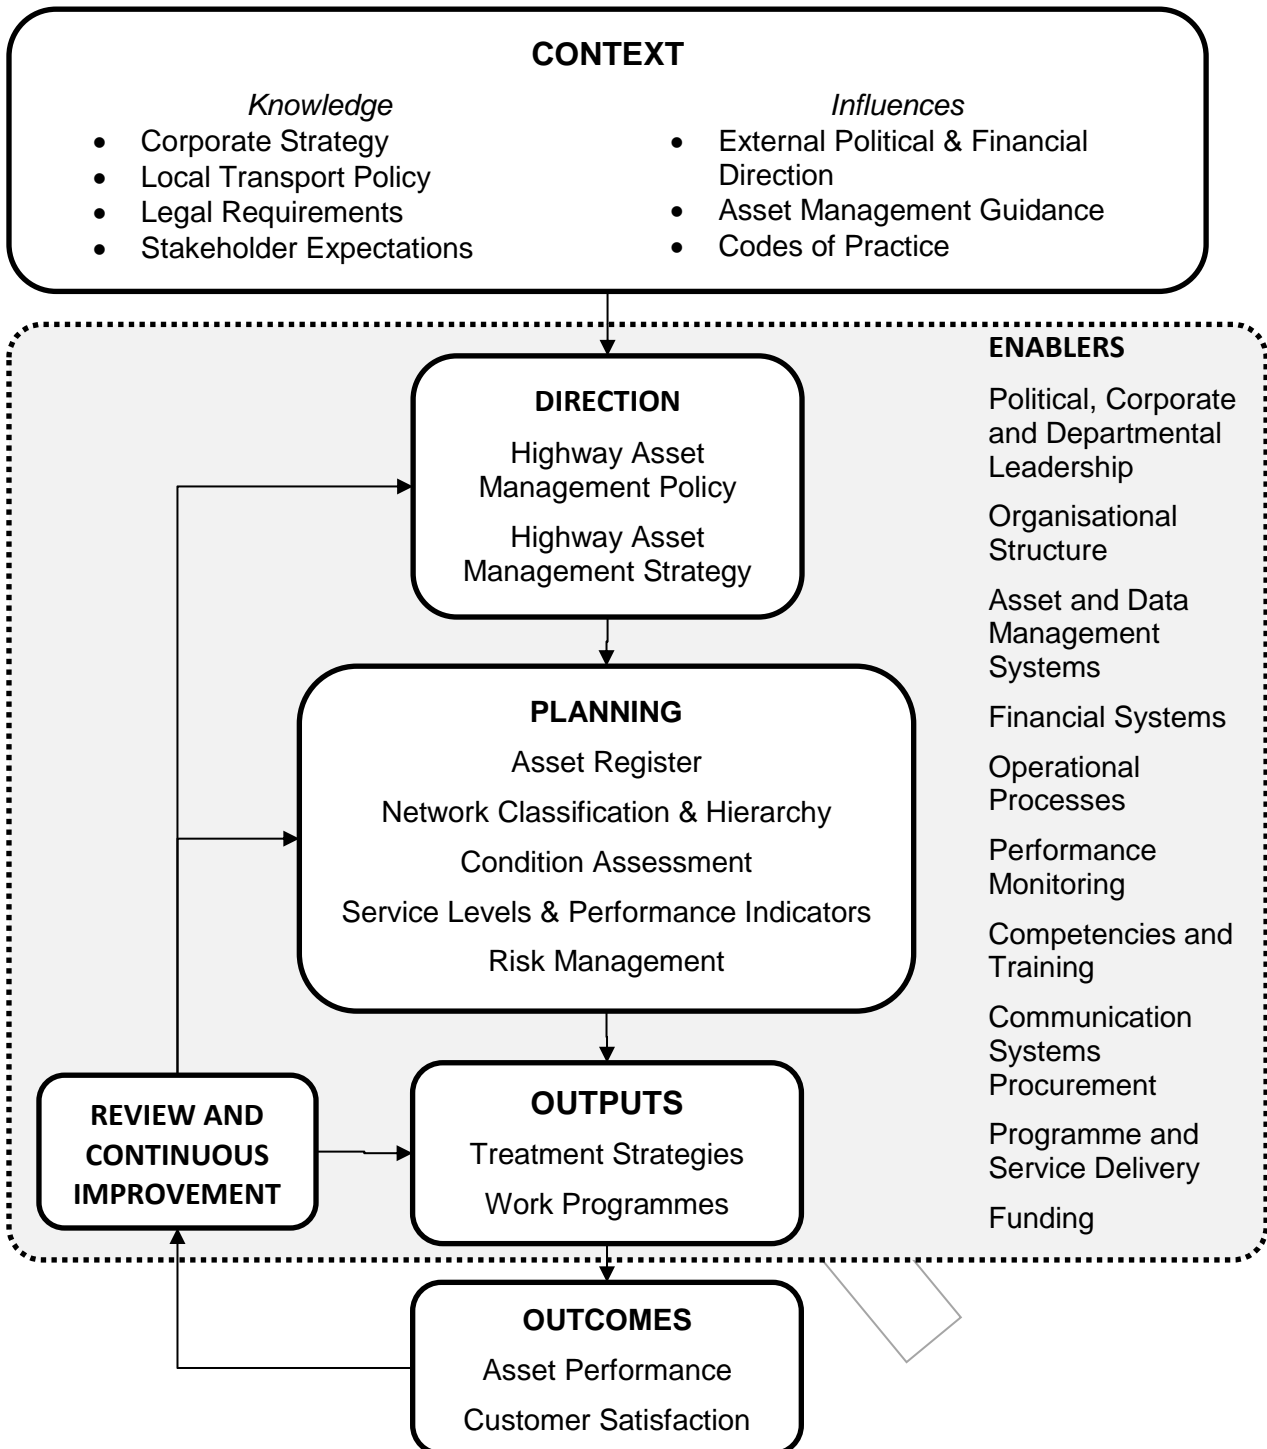 CONTEXT
Knowledge
• Corporate Strategy
• Local Transport Policy
• Legal Requirements
• Stakeholder Expectations
Influences
• External Political & Financial
Direction
• Asset Management Guidance
• Codes of Practice
DIRECTION
Highway Asset
Management Policy
Highway Asset
Management Strategy
PLANNING
Asset Register
Network Classification & Hierarchy
Condition Assessment
Service Levels & Performance Indicators
Risk Management
REVIEW AND
CONTINUOUS
IMPROVEMENT
OUTPUTS
Treatment Strategies
Work Programmes
OUTCOMES
Asset Performance
Customer Satisfaction
ENABLERS
Political, Corporate
and Departmental
Leadership
Organisational
Structure
Asset and Data
Management
Systems
Financial Systems
Operational
Processes
Performance
Monitoring
Competencies and
Training
Communication
Systems
Procurement
Programme and
Service Delivery
Funding